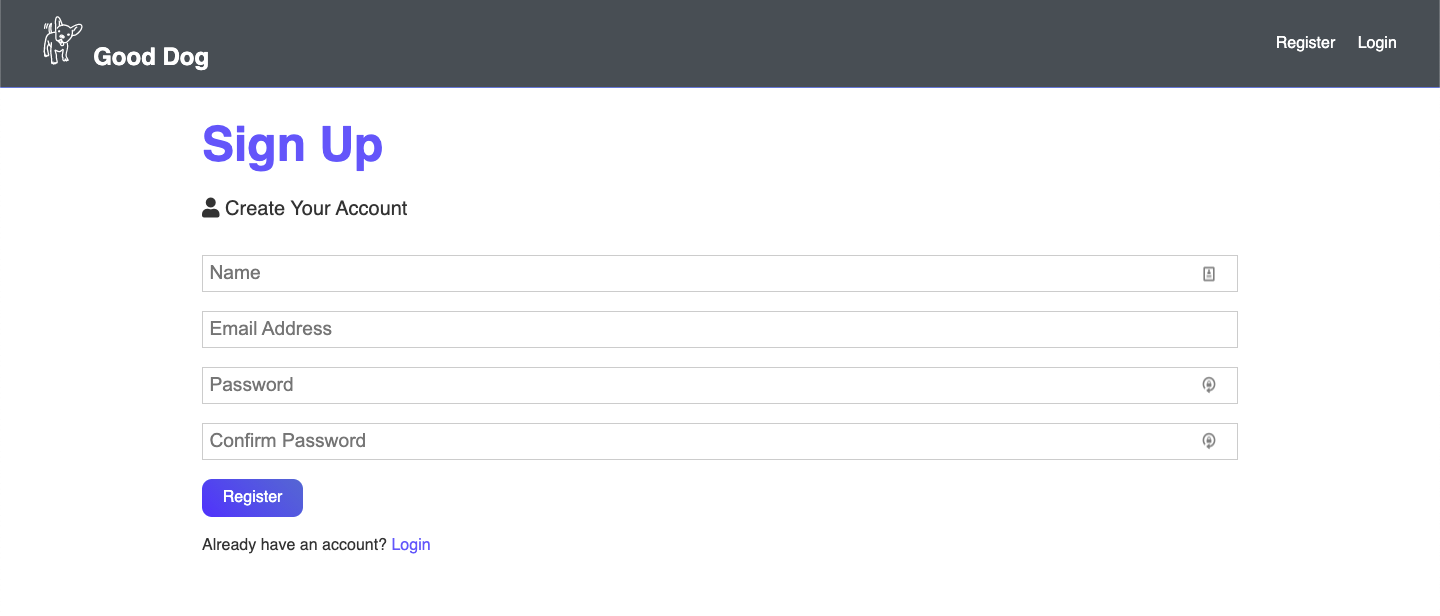 Good Dog
Register Login
Sign Up
Create Your Account
Name
Email Address
Password
Confirm Password
Register
Already have an account? Login